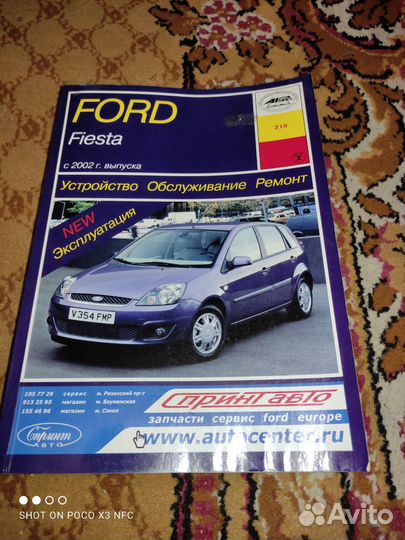 FORD
Fiesta
с 2002 г. выпуска
219
Устройство Обслуживание Ремонт
NEW
Эксплуатация
V354 FMP
105 77 29 сервис м. Рязанский пр-т
913 25 95 магазин м. Бауманская
155 46 96 магазин м. Сокол
Спринт авто
запчасти сервис ford europe
Спринт
АВТО
www.autocenter.ru
SHOT ON POCO X3 NFC
Avito